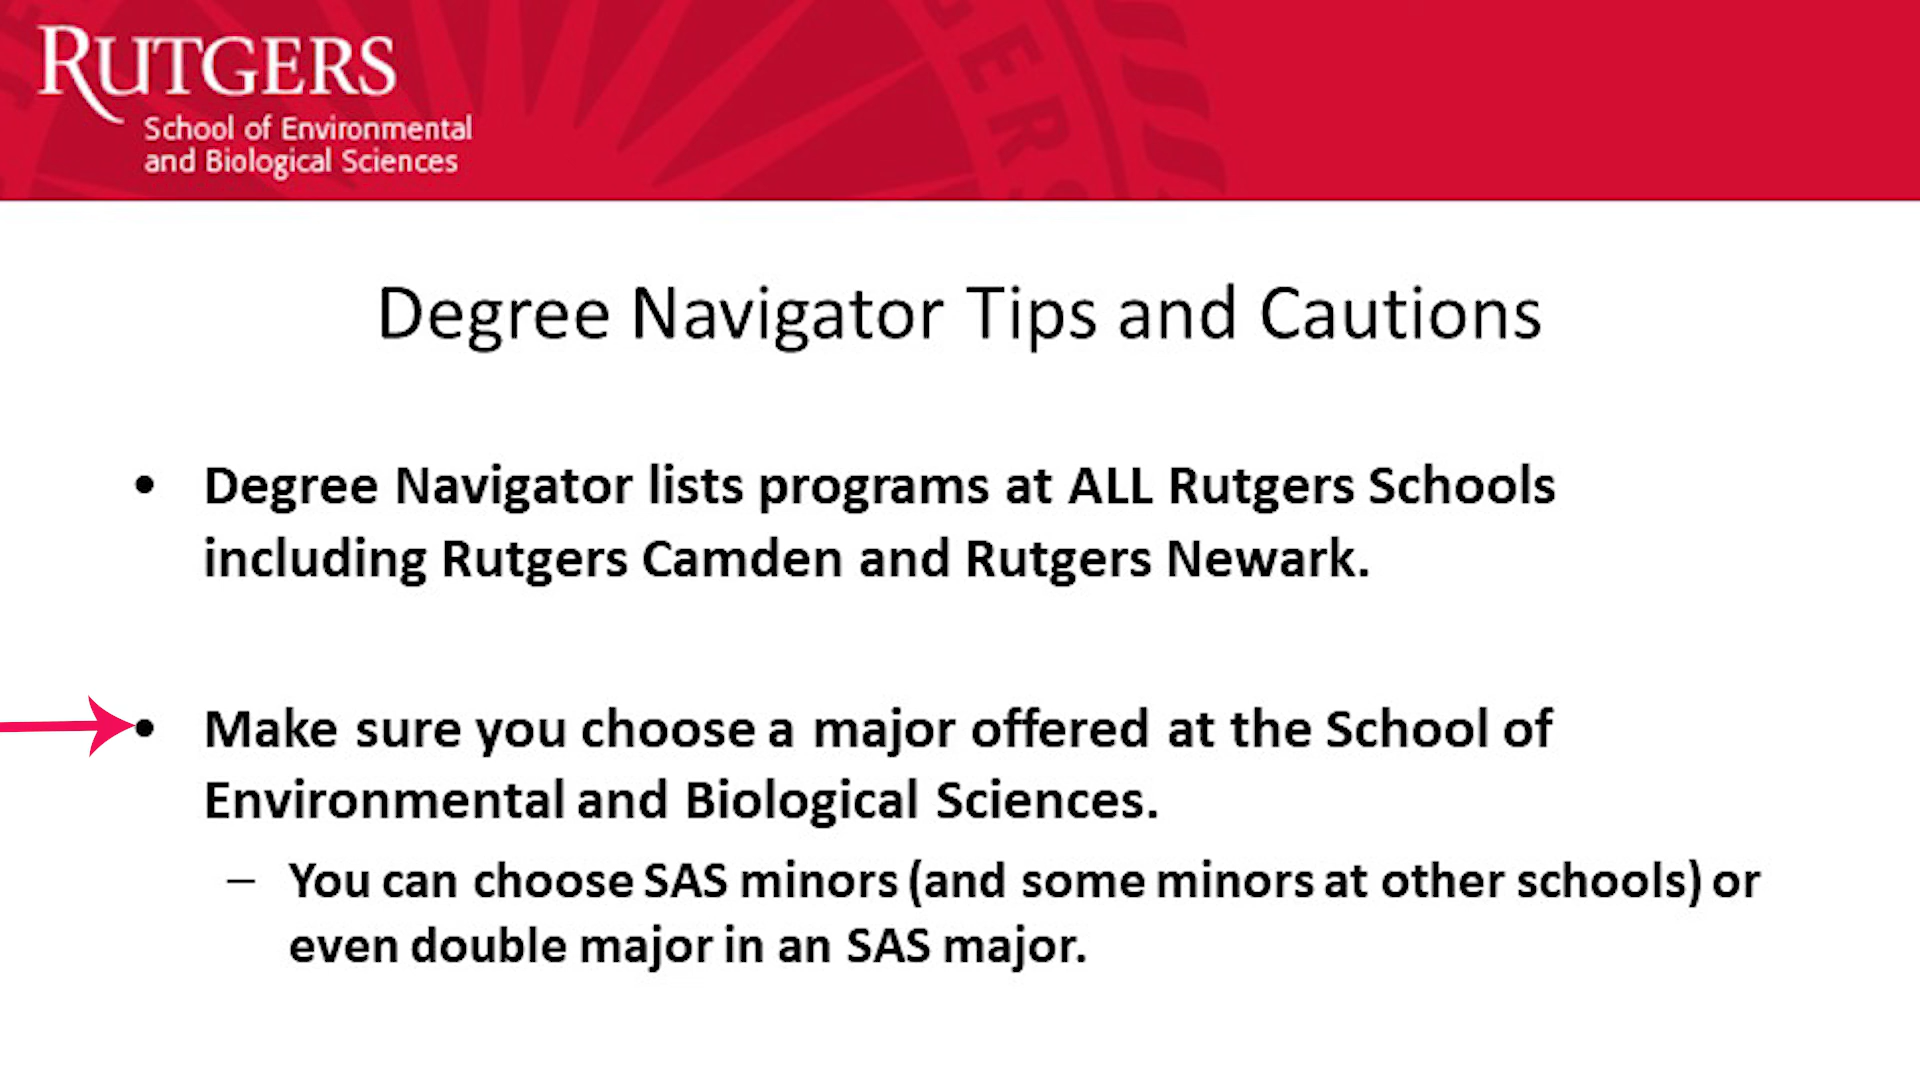 RUTGERS
School of Environmental
and Biological Sciences
GERS
Degree Navigator Tips and Cautions
• Degree Navigator lists programs at ALL Rutgers Schools
including Rutgers Camden and Rutgers Newark.
• Make sure you choose a major offered at the School of
Environmental and Biological Sciences.
– You can choose SAS minors (and some minors at other schools) or
even double major in an SAS major.